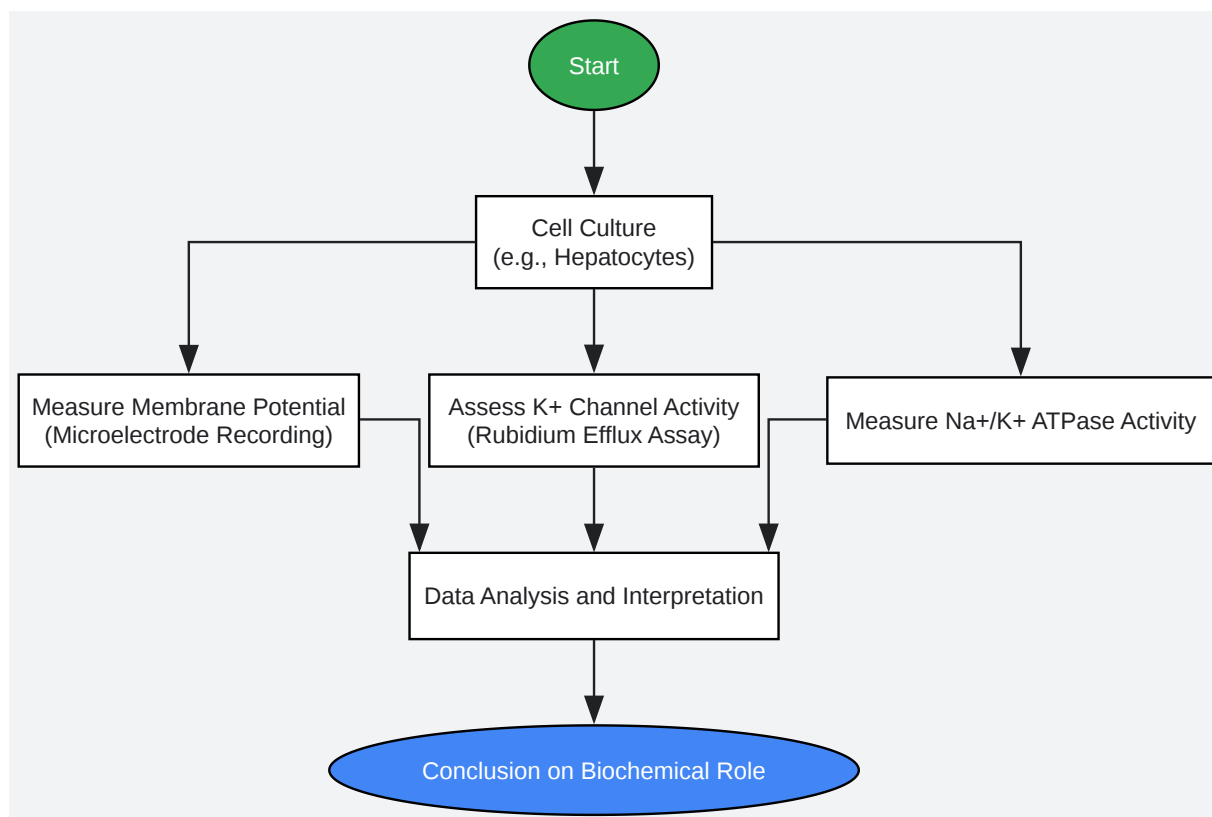 Start
Cell Culture
(e.g., Hepatocytes)
Measure Membrane Potential
(Microelectrode Recording)
Assess K+ Channel Activity
(Rubidium Efflux Assay)
Measure Na+/K+ ATPase Activity
Data Analysis and Interpretation
Conclusion on Biochemical Role